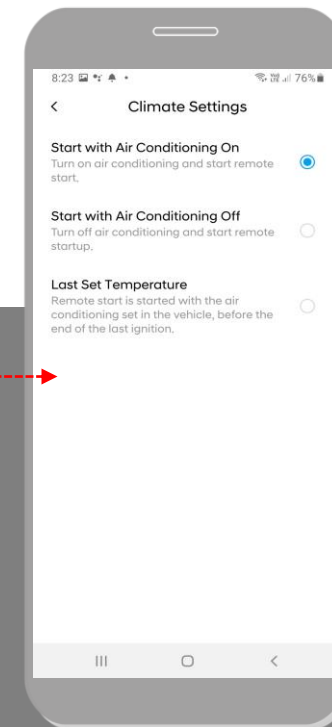 8:23 76%
Climate Settings
Start with Air Conditioning On
Turn on air conditioning and start remote
start.
Start with Air Conditioning Off
Turn off air conditioning and start remote
startup.
Last Set Temperature
Remote start is started with the air
conditioning set in the vehicle, before the
end of the last ignition.